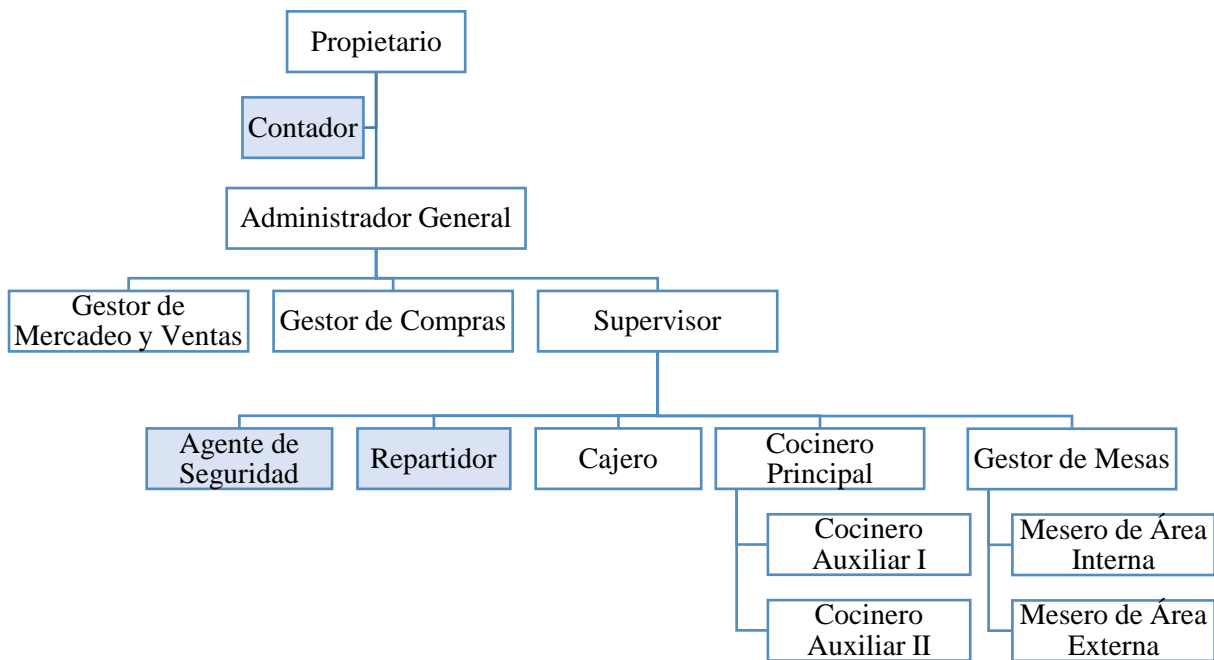 Propietario
Contador
Administrador General
Gestor de
Mercadeo y Ventas
Gestor de Compras
Supervisor
Agente de
Seguridad
Repartidor
Cajero
Cocinero
Principal
Gestor de Mesas
Cocinero
Auxiliar I
Mesero de Área
Interna
Cocinero
Auxiliar II
Mesero de Área
Externa